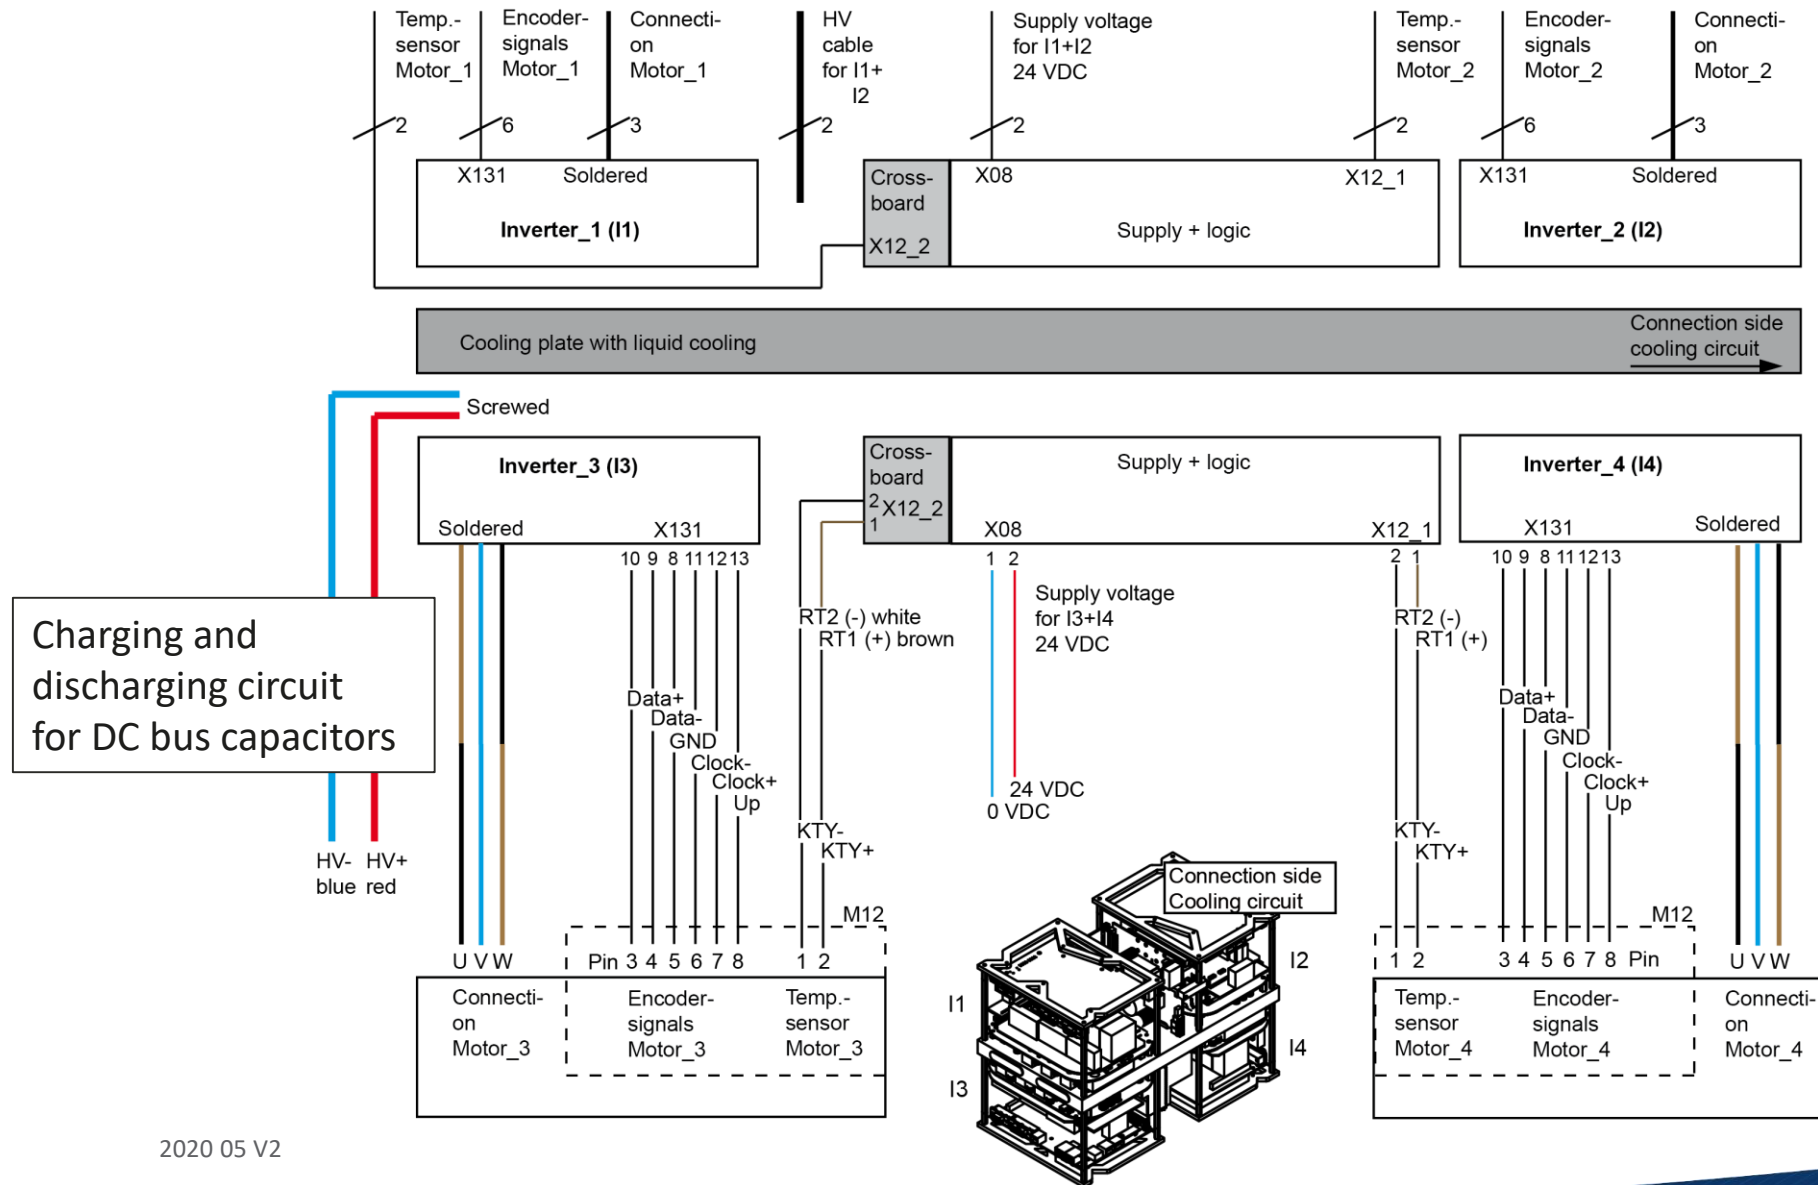 Temp.-
sensor
Motor_1
Encoder-
signals
Motor_1
Connecti-
on
Motor_1
HV
cable
for I1+
I2
Supply voltage
for I1+I2
24 VDC
Temp.-
sensor
Motor_2
Encoder-
signals
Motor_2
Connecti-
on
Motor_2
2
6
3
2
2
2
6
3
X131
Soldered
Inverter_1 (I1)
Cross-
board
X12_2
X08
X12_1
Supply + logic
X131
Soldered
Inverter_2 (I2)
Cooling plate with liquid cooling
Connection side
cooling circuit
Screwed
Inverter_3 (I3)
Soldered
X131
Cross-
board
2
1
X12_2
Supply + logic
X08
X12_1
Inverter_4 (I4)
X131
Soldered
10 9 8 11 12 13
1 2
2 1
10 9 8 11 12 13
Charging and
discharging circuit
for DC bus capacitors
RT2 (-) white
RT1 (+) brown
Supply voltage
for I3+I4
24 VDC
RT2 (-)
RT1 (+)
Data+
Data-
GND
Clock-
Clock+
Up
Data+
Data-
GND
Clock-
Clock+
Up
24 VDC
0 VDC
KTY-
KTY+
KTY-
KTY+
HV-
blue
HV+
red
M12
M12
U V W
Pin 3 4 5 6 7 8
1 2
1 2
3 4 5 6 7 8 Pin
U V W
Connecti-
on
Motor_3
Encoder-
signals
Motor_3
Temp.-
sensor
Motor_3
Connection side
Cooling circuit
I1
I2
I3
I4
Temp.-
sensor
Motor_4
Encoder-
signals
Motor_4
Connecti-
on
Motor_4
2020 05 V2